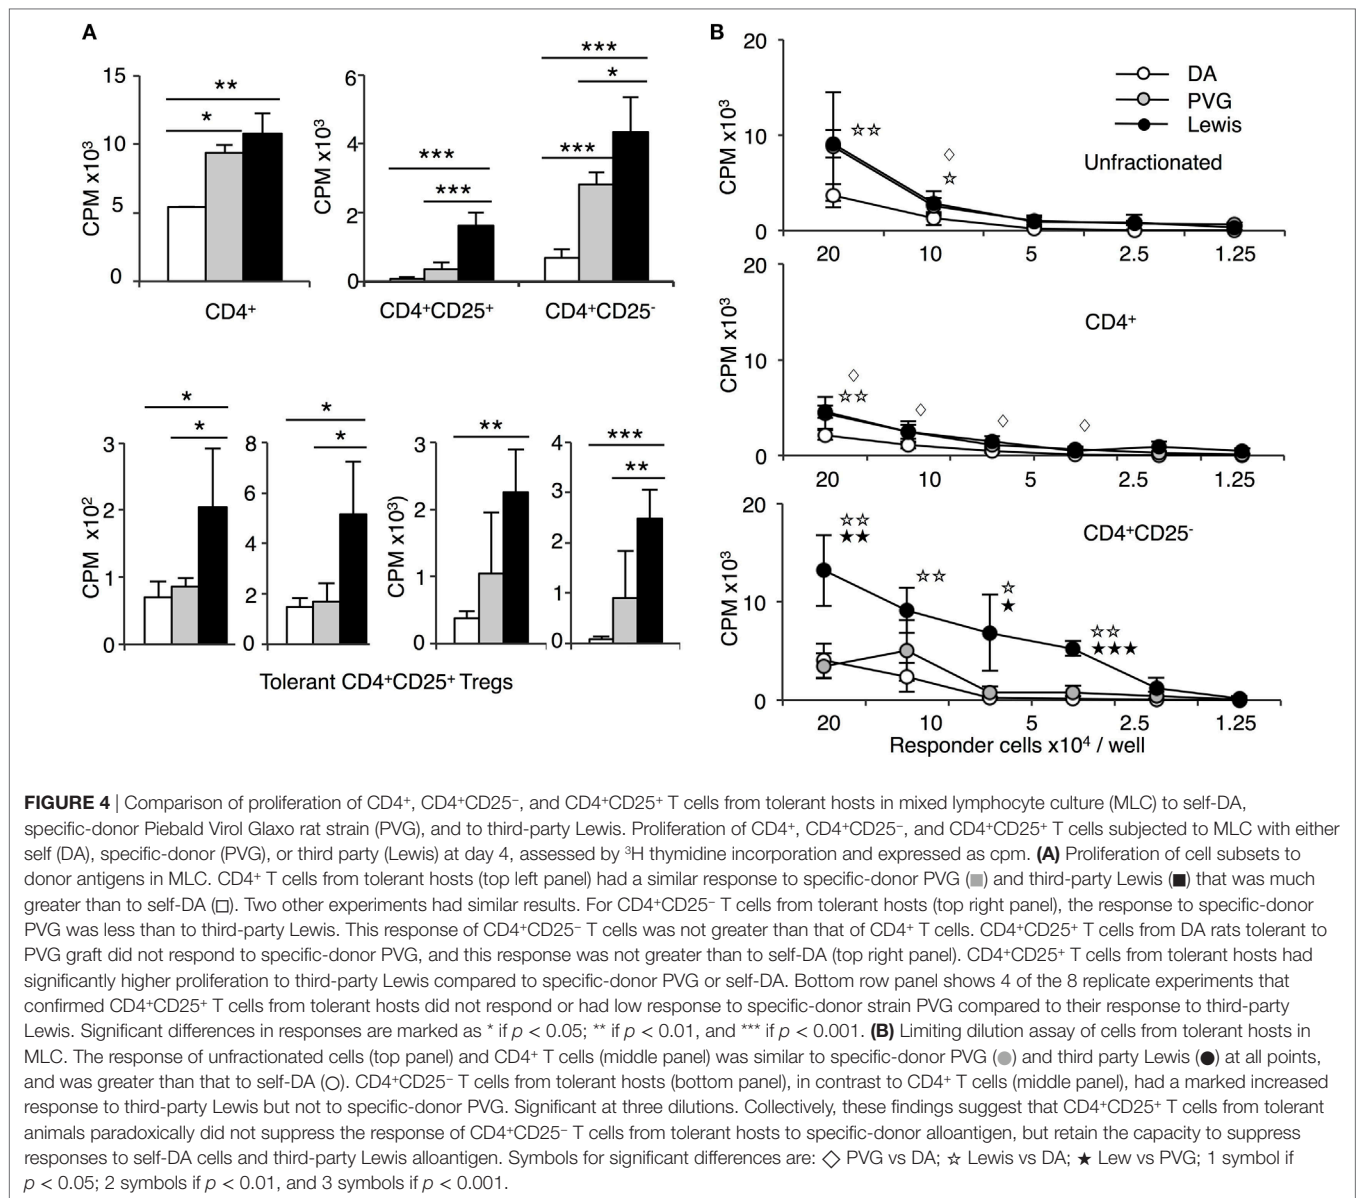 A
15
10
5
0
CPM x10³
*
**
CD4⁺
6
4
2
0
CPM x10³
***
***
***
***
*
CD4⁺CD25⁺
CD4⁺CD25⁻
3
2
1
0
CPM x10²
*
*
8
6
4
2
0
*
*
3
2
1
0
CPM x10³)
**
4
3
2
1
0
***
**
Tolerant CD4⁺CD25⁺ Tregs
B
20
10
0
CPM x10³
☆☆
◇
☆
DA
PVG
Lewis
Unfractionated
20 10 5 2.5 1.25
20
10
0
CPM x10³
◇
☆☆
◇
◇
◇
CD4⁺
20 10 5 2.5 1.25
20
10
0
CPM x10³
☆☆
★★
☆☆
☆
★
☆☆
★★★
CD4⁺CD25⁻
20 10 5 2.5 1.25
Responder cells x10⁴ / well
FIGURE 4 | Comparison of proliferation of CD4⁺, CD4⁺CD25⁻, and CD4⁺CD25⁺ T cells from tolerant hosts in mixed lymphocyte culture (MLC) to self-DA,
specific-donor Piebald Virol Glaxo rat strain (PVG), and to third-party Lewis. Proliferation of CD4⁺, CD4⁺CD25⁻, and CD4⁺CD25⁺ T cells subjected to MLC with either
self (DA), specific-donor (PVG), or third party (Lewis) at day 4, assessed by ³H thymidine incorporation and expressed as cpm. (A) Proliferation of cell subsets to
donor antigens in MLC. CD4⁺ T cells from tolerant hosts (top left panel) had a similar response to specific-donor PVG (■) and third-party Lewis (■) that was much
greater than to self-DA (□). Two other experiments had similar results. For CD4⁺CD25⁻ T cells from tolerant hosts (top right panel), the response to specific-donor
PVG was less than to third-party Lewis. This response of CD4⁺CD25⁻ T cells was not greater than that of CD4⁺ T cells. CD4⁺CD25⁺ T cells from DA rats tolerant to
PVG graft did not respond to specific-donor PVG, and this response was not greater than to self-DA (top right panel). CD4⁺CD25⁺ T cells from tolerant hosts had
significantly higher proliferation to third-party Lewis compared to specific-donor PVG or self-DA. Bottom row panel shows 4 of the 8 replicate experiments that
confirmed CD4⁺CD25⁺ T cells from tolerant hosts did not respond or had low response to specific-donor strain PVG compared to their response to third-party
Lewis. Significant differences in responses are marked as * if p < 0.05; ** if p < 0.01, and *** if p < 0.001. (B) Limiting dilution assay of cells from tolerant hosts in
MLC. The response of unfractionated cells (top panel) and CD4⁺ T cells (middle panel) was similar to specific-donor PVG (●) and third party Lewis (●) at all points,
and was greater than that to self-DA (○). CD4⁺CD25⁻ T cells from tolerant hosts (bottom panel), in contrast to CD4⁺ T cells (middle panel), had a marked increased
response to third-party Lewis but not to specific-donor PVG. Significant at three dilutions. Collectively, these findings suggest that CD4⁺CD25⁺ T cells from tolerant
animals paradoxically did not suppress the response of CD4⁺CD25⁻ T cells from tolerant hosts to specific-donor alloantigen, but retain the capacity to suppress
responses to self-DA cells and third-party Lewis alloantigen. Symbols for significant differences are: ◇ PVG vs DA; ☆ Lewis vs DA; ★ Lew vs PVG; 1 symbol if
p < 0.05; 2 symbols if p < 0.01, and 3 symbols if p < 0.001.